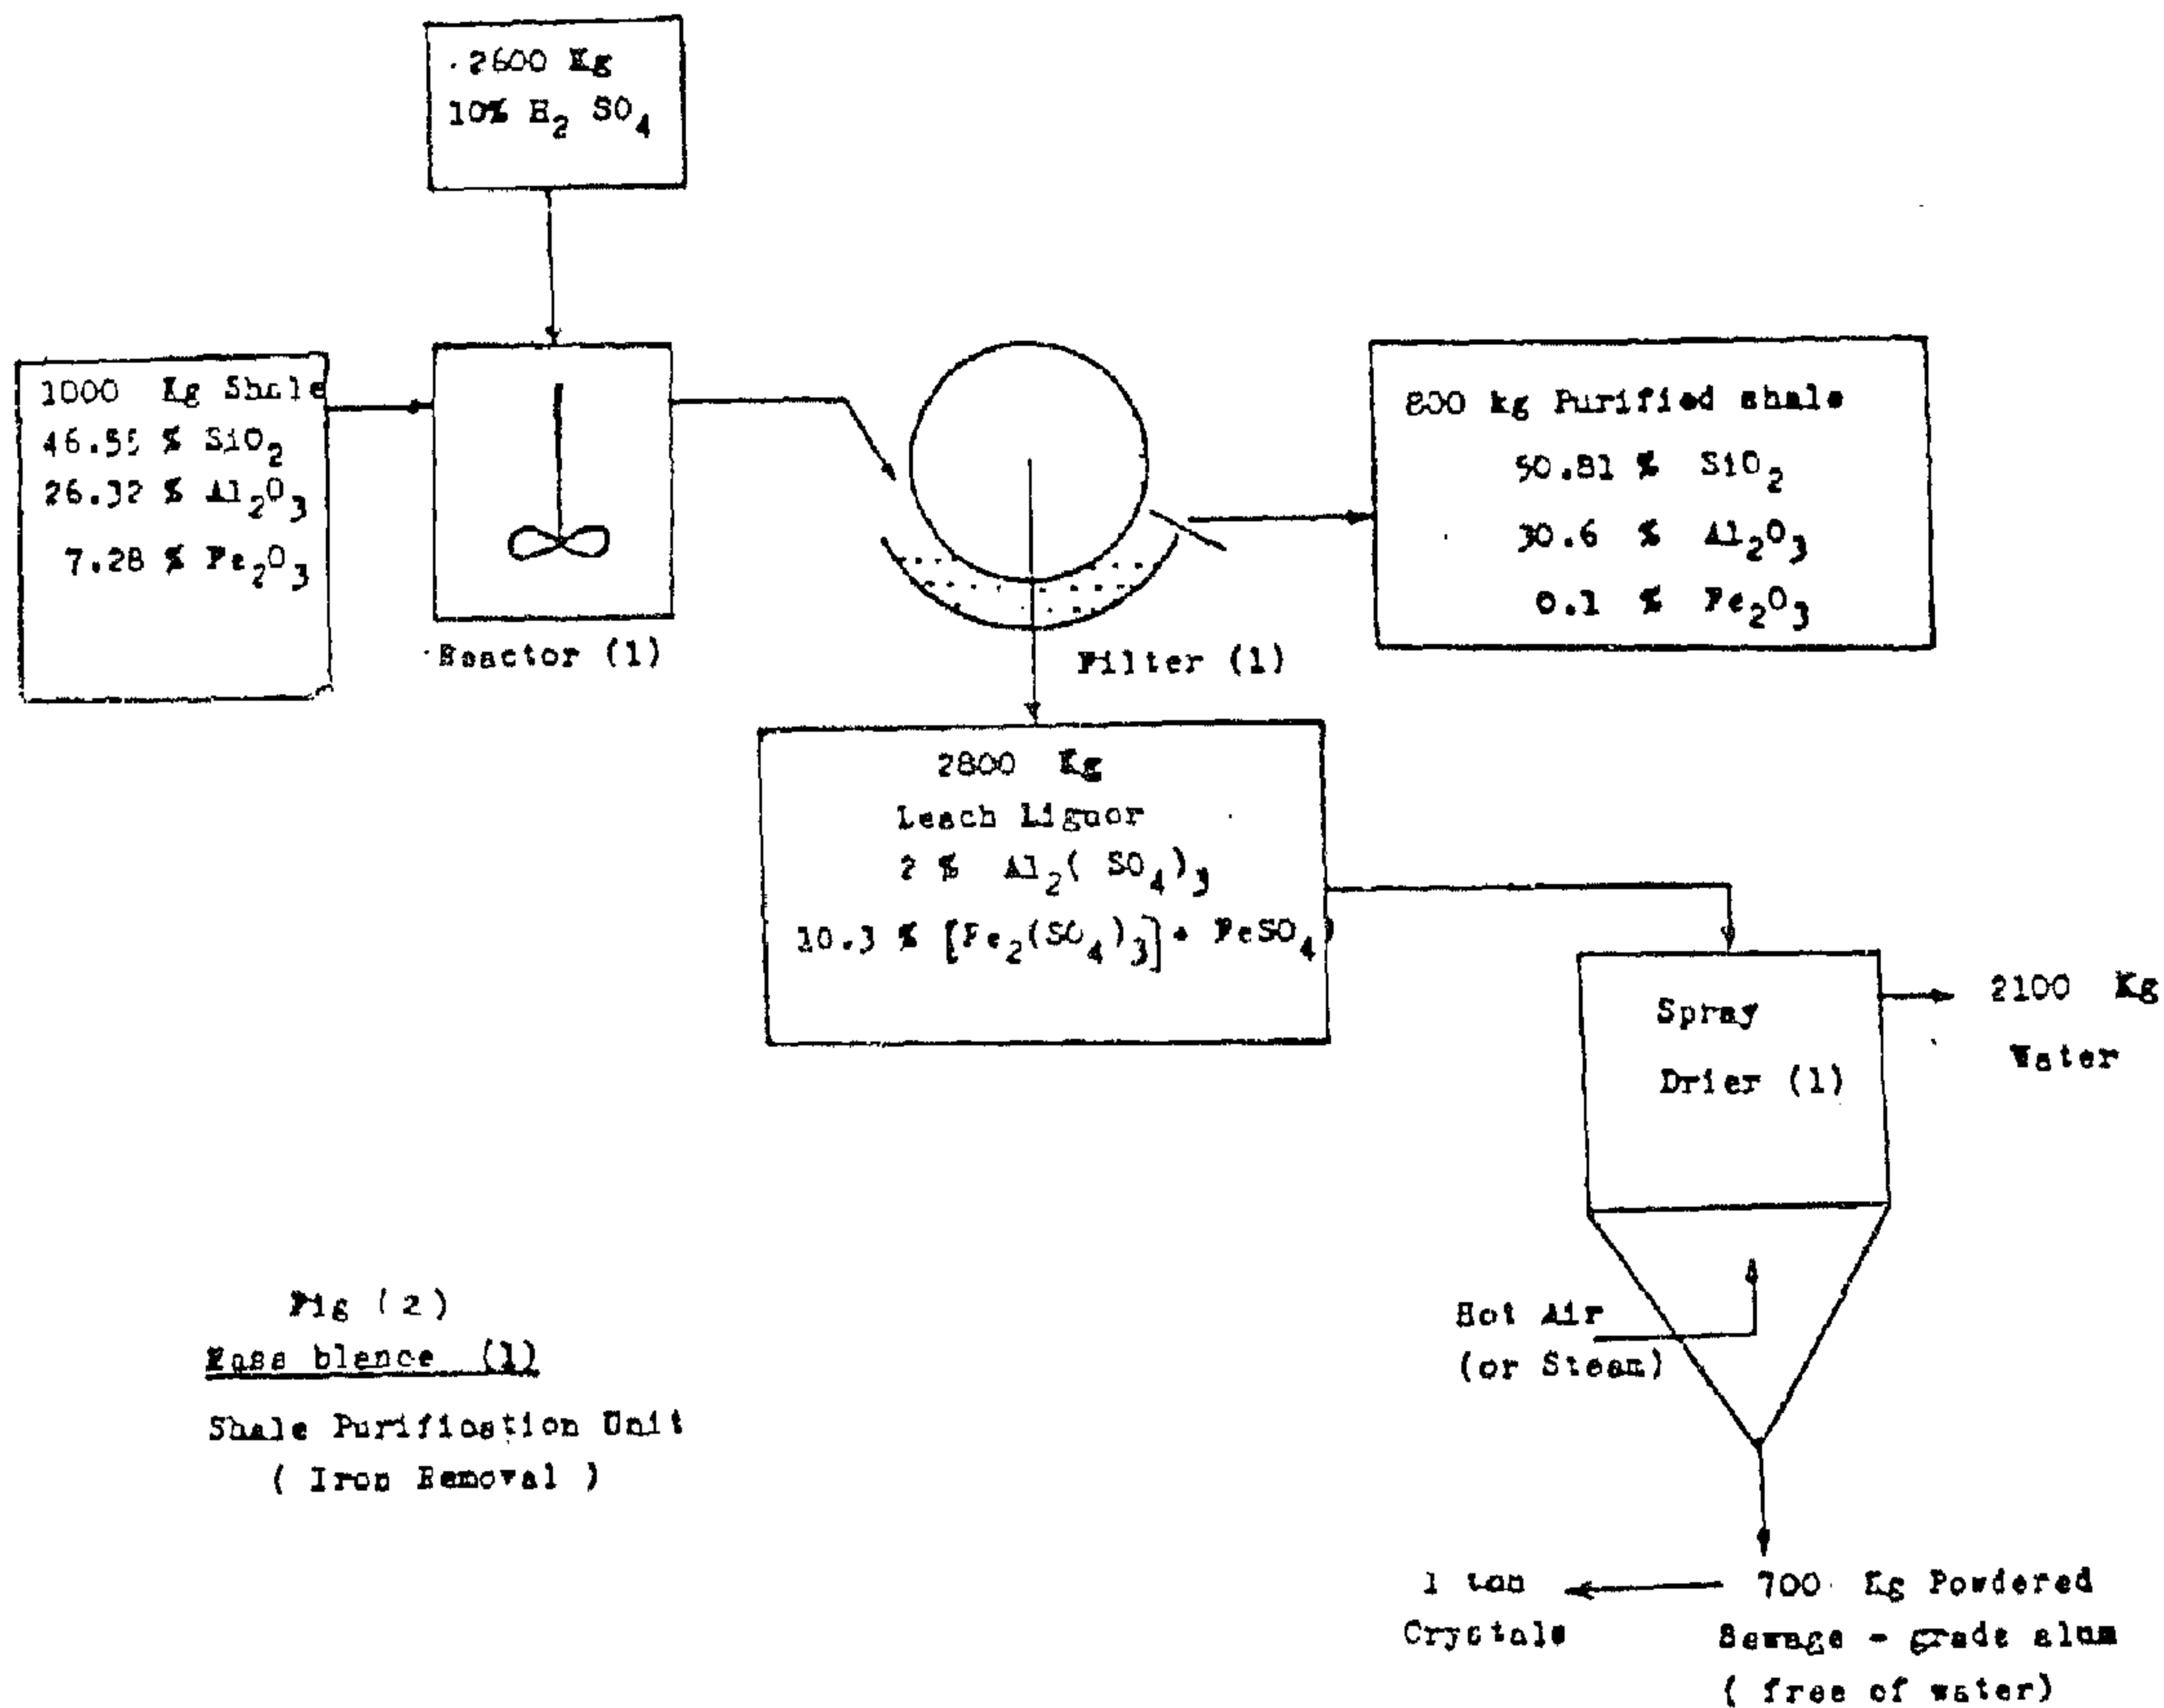 2600 Kg
10% H2 SO4
1000 Kg Shale
46.55 % SiO2
26.32 % Al2O3
7.28 % Fe2O3
Reactor (1)
Filter (1)
800 kg Purified shale
50.81 % SiO2
30.6 % Al2O3
0.1 % Fe2O3
2800 Kg
Leach Liguor
2 % Al2( SO4)3
10.3 % [Fe2(SO4)3]+ FeSO4)
Spray
Drier (1)
2100 Kg
Water
Hot Air
(or Steam)
1 ton
Crystals
700 Kg Powdered
Sewage - grade alum
( free of water)
Fig (2)
Mass blance (1)
Shale Purification Unit
( Iron Removal )